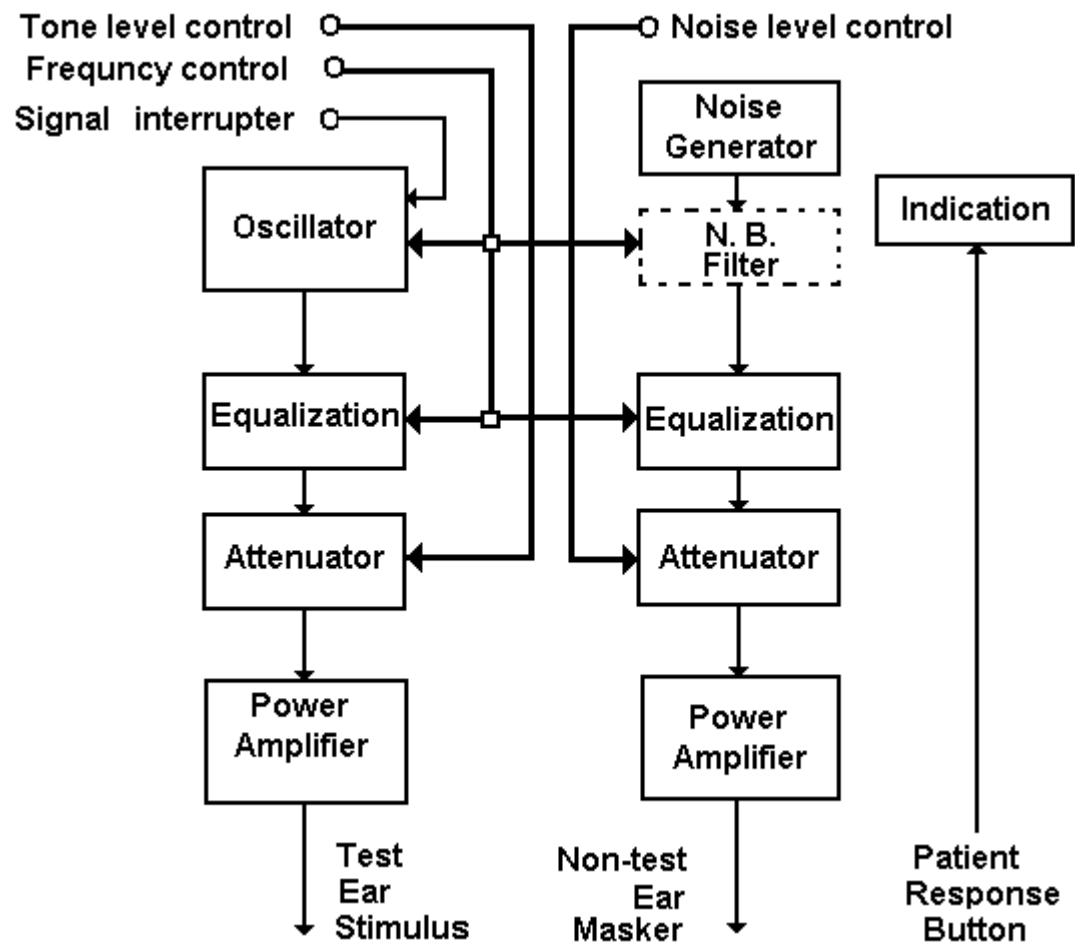 Tone level control
Frequncy control
Signal interrupter
Noise level control
Noise
Generator
Indication
Oscillator
N. B.
Filter
Equalization
Equalization
Attenuator
Attenuator
Power
Amplifier
Power
Amplifier
Test
Ear
Stimulus
Non-test
Ear
Masker
Patient
Response
Button